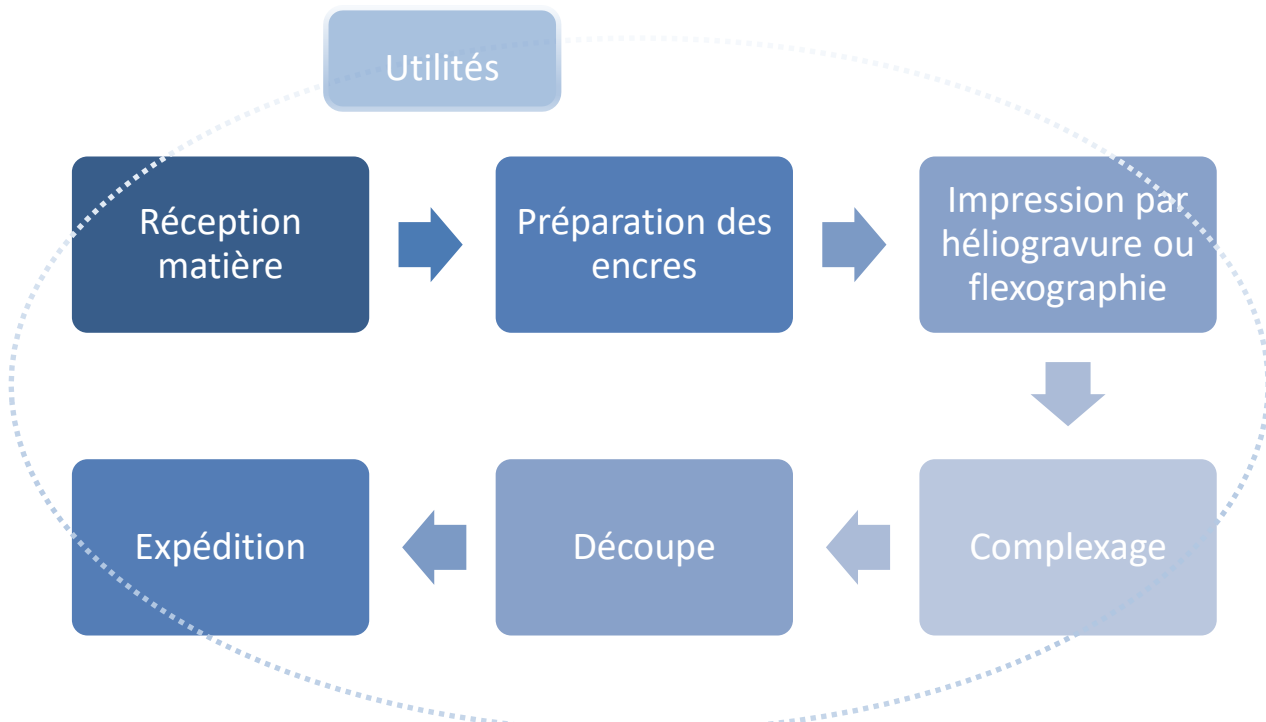 Utilités
Réception
matière
Préparation des
encres
Impression par
héliogravure ou
flexographie
Expédition
Découpe
Complexage